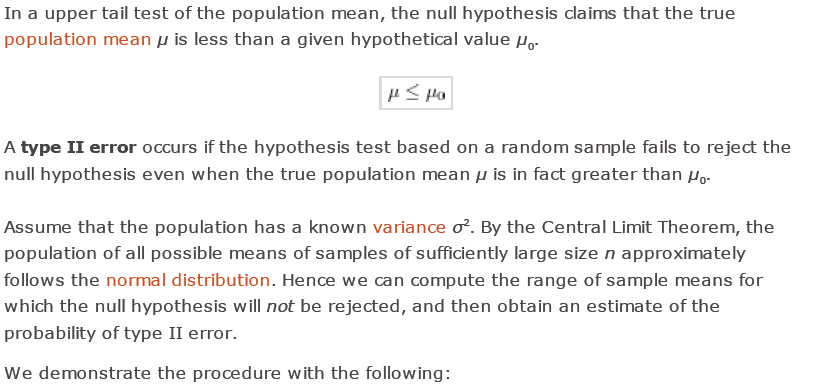 In a upper tail test of the population mean, the null hypothesis claims that the true
population mean μ is less than a given hypothetical value μ₀.
μ ≤ μ₀
A type II error occurs if the hypothesis test based on a random sample fails to reject the
null hypothesis even when the true population mean μ is in fact greater than μ₀.
Assume that the population has a known variance σ². By the Central Limit Theorem, the
population of all possible means of samples of sufficiently large size n approximately
follows the normal distribution. Hence we can compute the range of sample means for
which the null hypothesis will not be rejected, and then obtain an estimate of the
probability of type II error.
We demonstrate the procedure with the following: